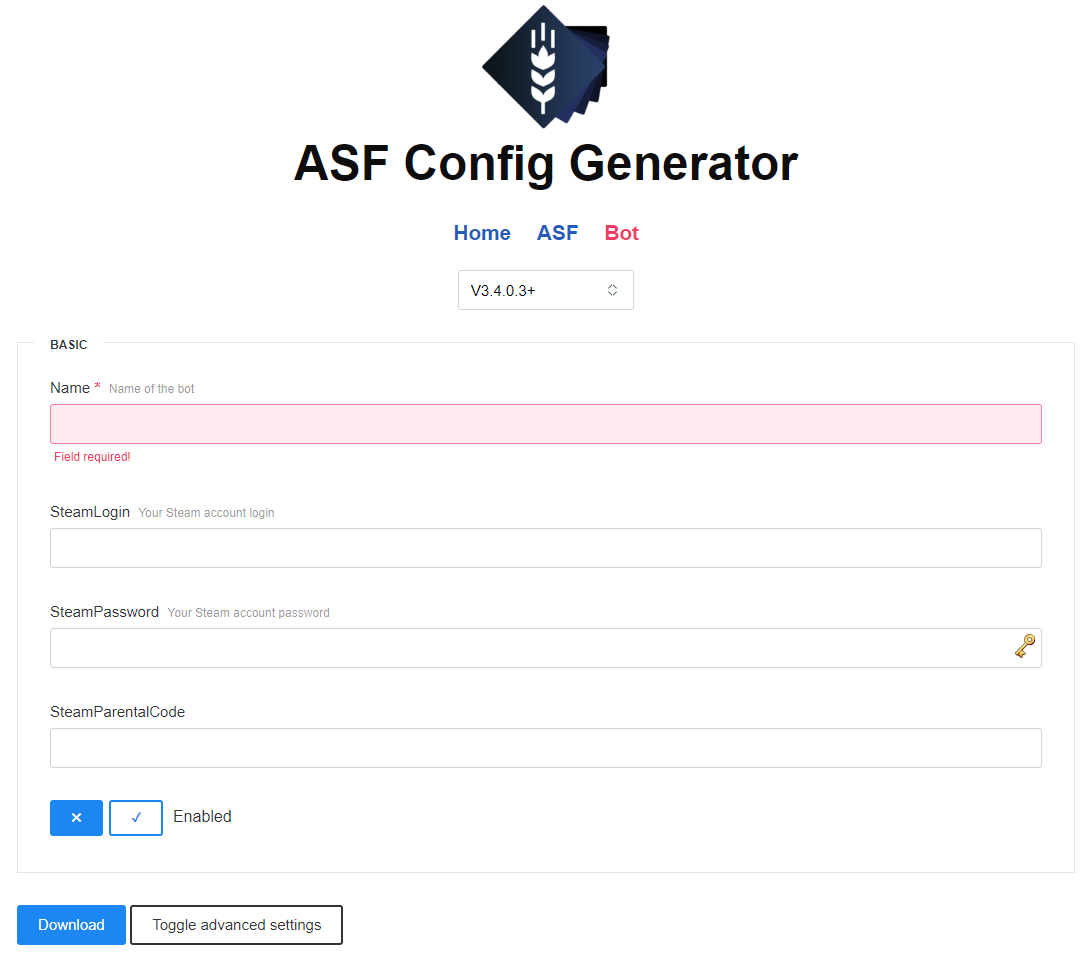 ASF Config Generator
Home ASF Bot
V3.4.0.3+
BASIC
Name * Name of the bot
Field required!
SteamLogin Your Steam account login
SteamPassword Your Steam account password
SteamParentalCode
✕ ✓ Enabled
Download Toggle advanced settings